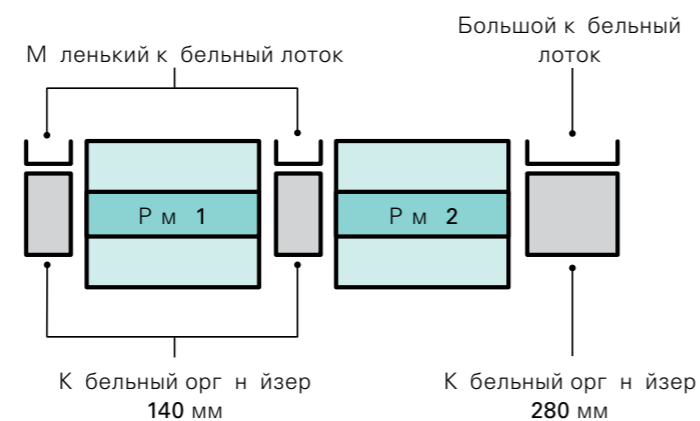 Большой к бельный
лоток
М ленький к бельный лоток
Р м 1
Р м 2
К бельный орг н йзер
140 мм
К бельный орг н йзер
280 мм